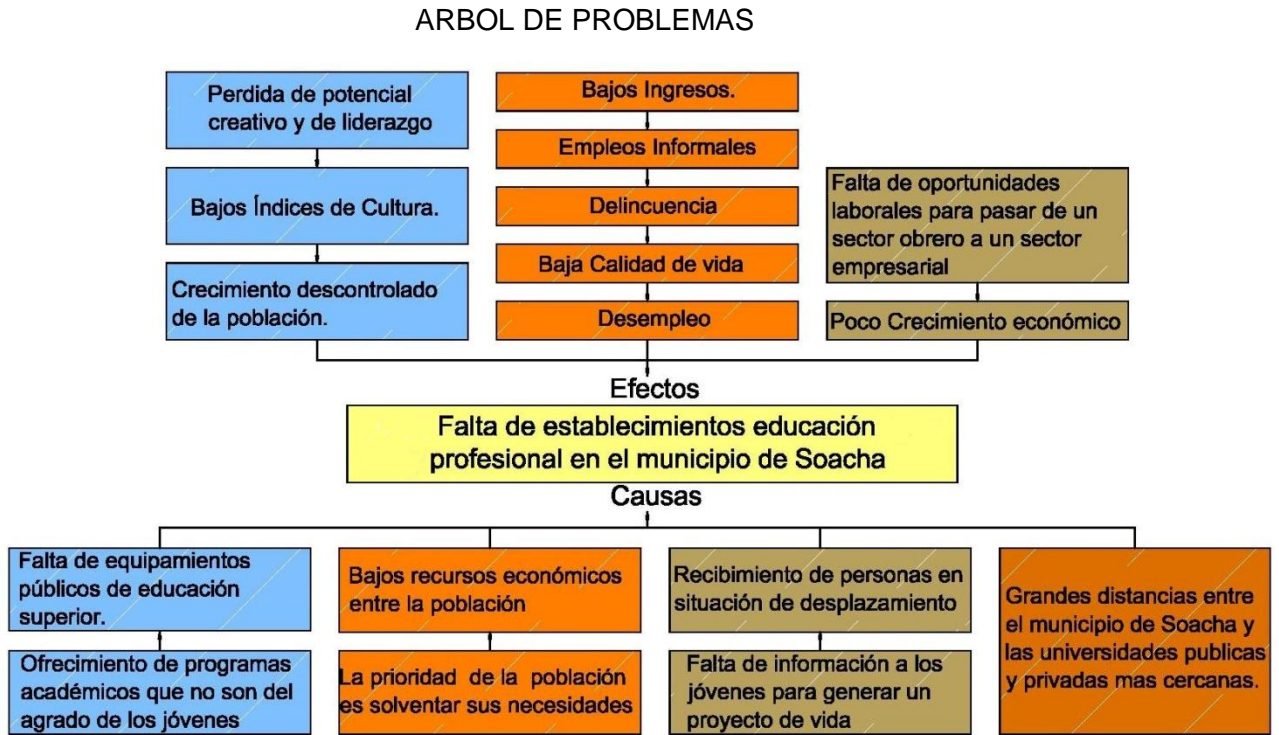 ARBOL DE PROBLEMAS
Perdida de potencial
creativo y de liderazgo
Bajos Índices de Cultura.
Crecimiento descontrolado
de la población.
Bajos Ingresos.
Empleos Informales
Delincuencia
Baja Calidad de vida
Desempleo
Falta de oportunidades
laborales para pasar de un
sector obrero a un sector
empresarial
Poco Crecimiento económico
Efectos
Falta de establecimientos educación
profesional en el municipio de Soacha
Causas
Falta de equipamientos
públicos de educación
superior.
Ofrecimiento de programas
académicos que no son del
agrado de los jóvenes
Bajos recursos económicos
entre la población
La prioridad de la población
es solventar sus necesidades
Recibimiento de personas en
situación de desplazamiento
Falta de información a los
jóvenes para generar un
proyecto de vida
Grandes distancias entre
el municipio de Soacha y
las universidades publicas
y privadas mas cercanas.